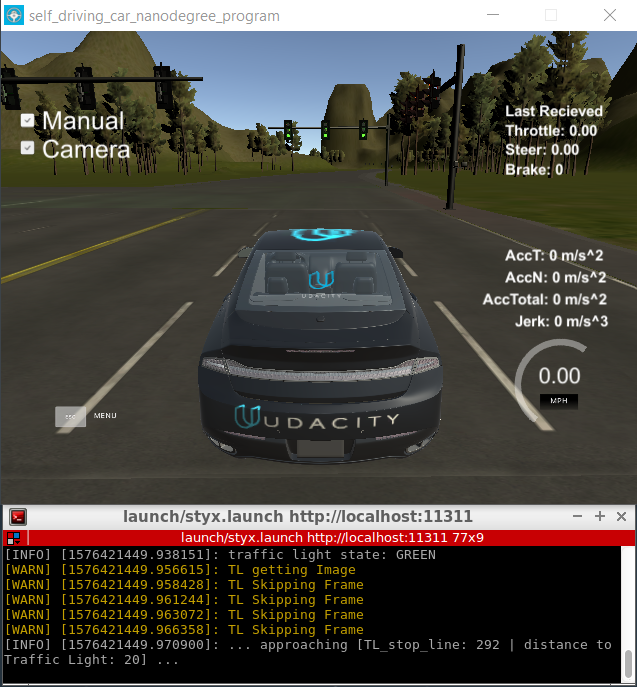 self_driving_car_nanodegree_program
Manual
Camera
Last Recieved
Throttle: 0.00
Steer: 0.00
Brake: 0
AccT: 0 m/s^2
AccN: 0 m/s^2
AccTotal: 0 m/s^2
Jerk: 0 m/s^3
0.00
MPH
UDACITY
UDACITY
esc
MENU
launch/styx.launch http://localhost:11311
launch/styx.launch http://localhost:11311 77x9
[INFO] [1576421449.938151]: traffic light state: GREEN
[WARN] [1576421449.956615]: TL getting Image
[WARN] [1576421449.958428]: TL Skipping Frame
[WARN] [1576421449.961244]: TL Skipping Frame
[WARN] [1576421449.963072]: TL Skipping Frame
[WARN] [1576421449.966358]: TL Skipping Frame
[INFO] [1576421449.970900]: ... approaching [TL_stop_line: 292 | distance to
Traffic Light: 20] ...